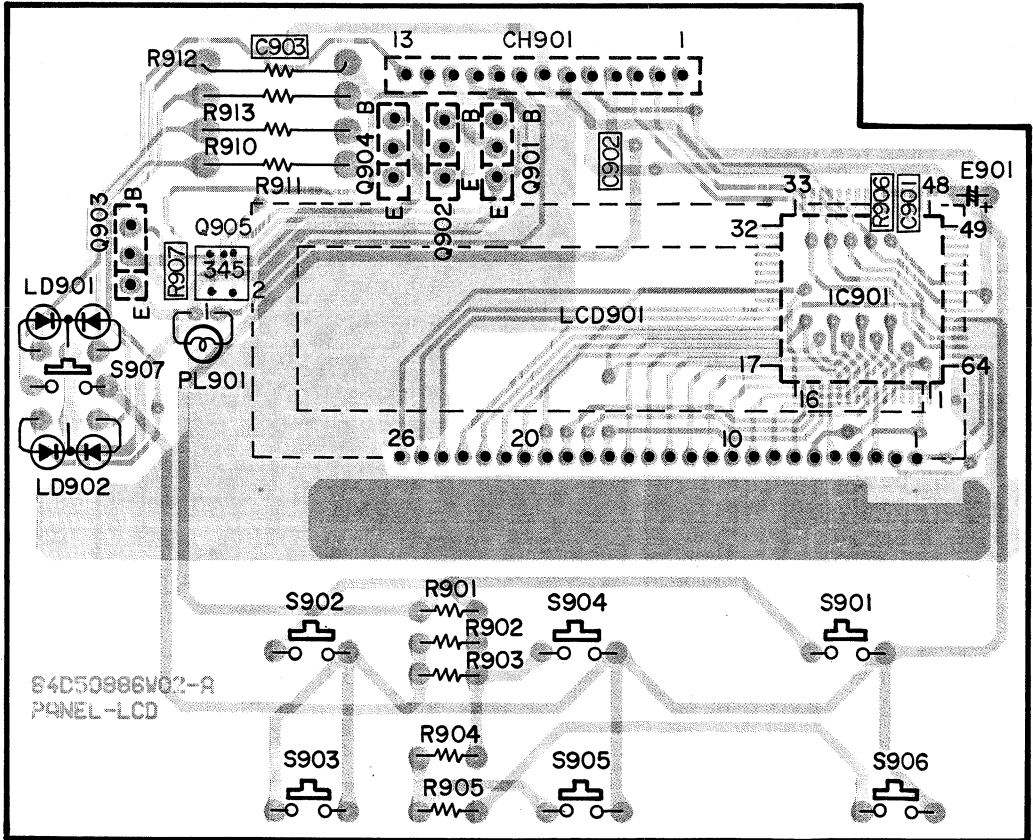 13 CH901 1
C903
R912
R913
R910
R911
B
Q904
E
B
E
Q902
B
Q901
E
C902
33
R906
C901
48
E901
+
32
49
Q903
B
E
R907
Q905
345
2
1
LD901
S907
PL901
LCD901
IC901
17
64
16
1
26 20 10
LD902
R901
S902
S904
S901
R902
R903
84D50986W02-A
PANEL-LCD
R904
S903
S905
S906
R905